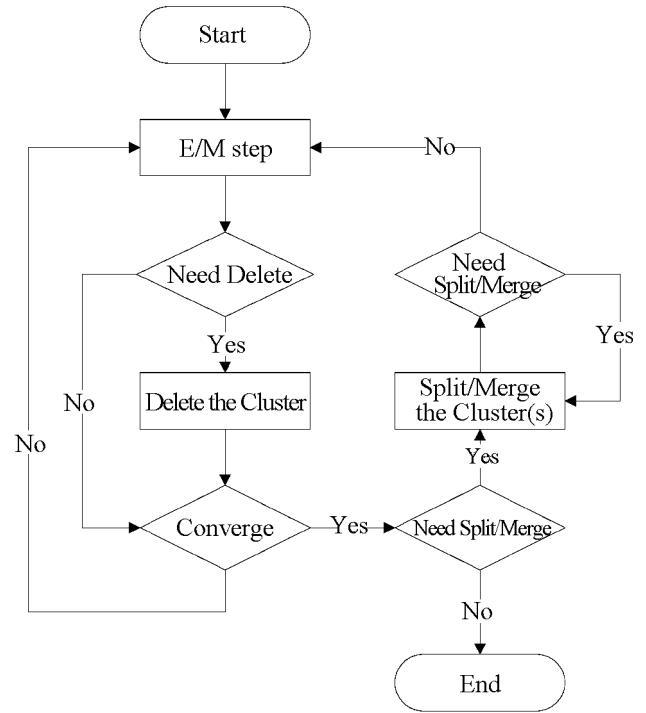 Start
E/M step
No
Need Delete
Need
Split/Merge
Yes
Yes
Delete the Cluster
Split/Merge
the Cluster(s)
No
No
Yes
Converge
Yes
Need Split/Merge
No
End